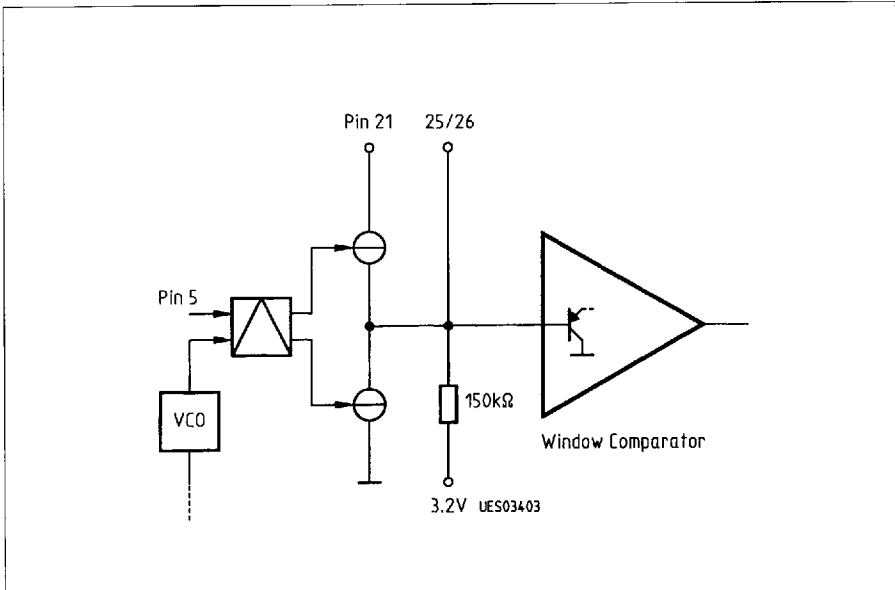 Pin 21
25/26
Pin 5
VCO
150kΩ
Window Comparator
3.2V
UES03403